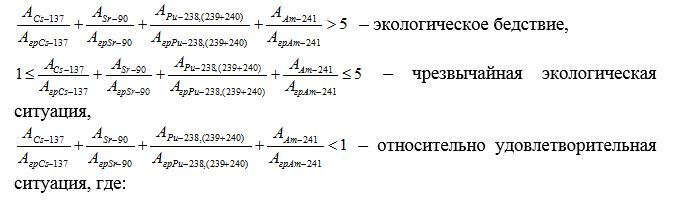 A_{Cs–137}/A_{грCs–137} + A_{Sr–90}/A_{грSr–90} + A_{Pu–238,(239+240)}/A_{грPu–238,(239+240)} + A_{Am–241}/A_{грAm–241} > 5 – экологическое бедствие,
1 ≤ A_{Cs–137}/A_{грCs–137} + A_{Sr–90}/A_{грSr–90} + A_{Pu–238,(239+240)}/A_{грPu–238,(239+240)} + A_{Am–241}/A_{грAm–241} ≤ 5 – чрезвычайная экологическая
ситуация,
A_{Cs–137}/A_{грCs–137} + A_{Sr–90}/A_{грSr–90} + A_{Pu–238,(239+240)}/A_{грPu–238,(239+240)} + A_{Am–241}/A_{грAm–241} < 1 – относительно удовлетворительная
ситуация, где: